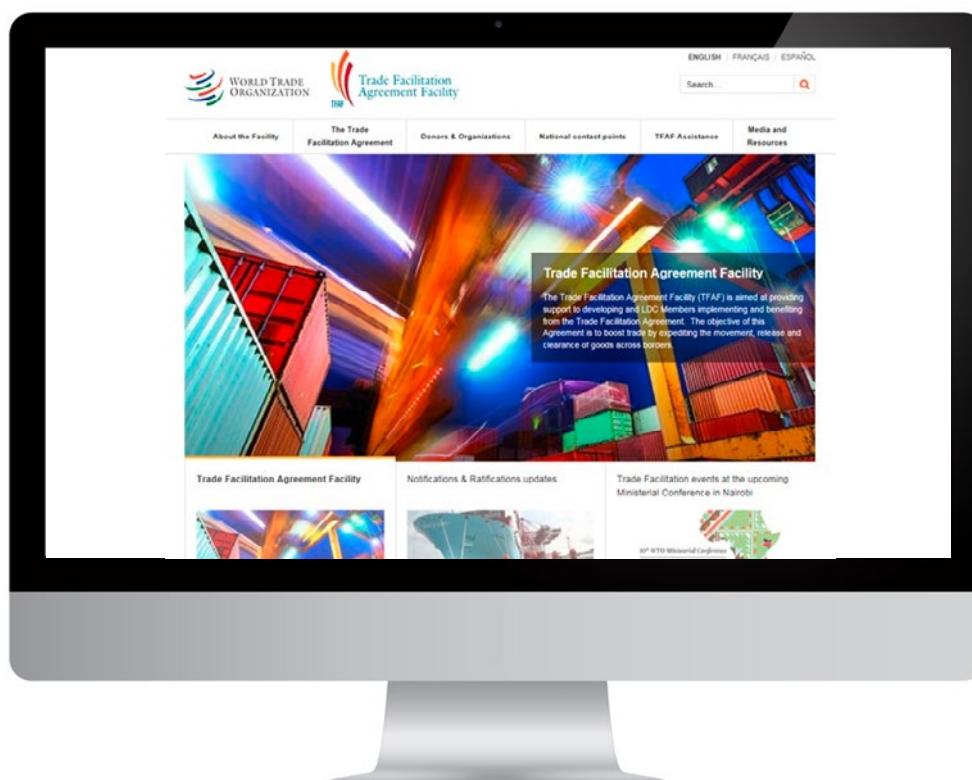 ENGLISH | FRANÇAIS | ESPAÑOL
WORLD TRADE
ORGANIZATION
TFAF
Trade Facilitation
Agreement Facility
Search...
About the Facility
The Trade
Facilitation Agreement
Donors & Organizations
National contact points
TFAF Assistance
Media and
Resources
Trade Facilitation Agreement Facility
The Trade Facilitation Agreement Facility (TFAF) is aimed at providing
support to developing and LDC Members implementing and benefiting
from the Trade Facilitation Agreement. The objective of this
Agreement is to boost trade by expediting the movement, release and
clearance of goods across borders.
Trade Facilitation Agreement Facility
Notifications & Ratifications updates
Trade Facilitation events at the upcoming
Ministerial Conference in Nairobi
10th WTO Ministerial Conference